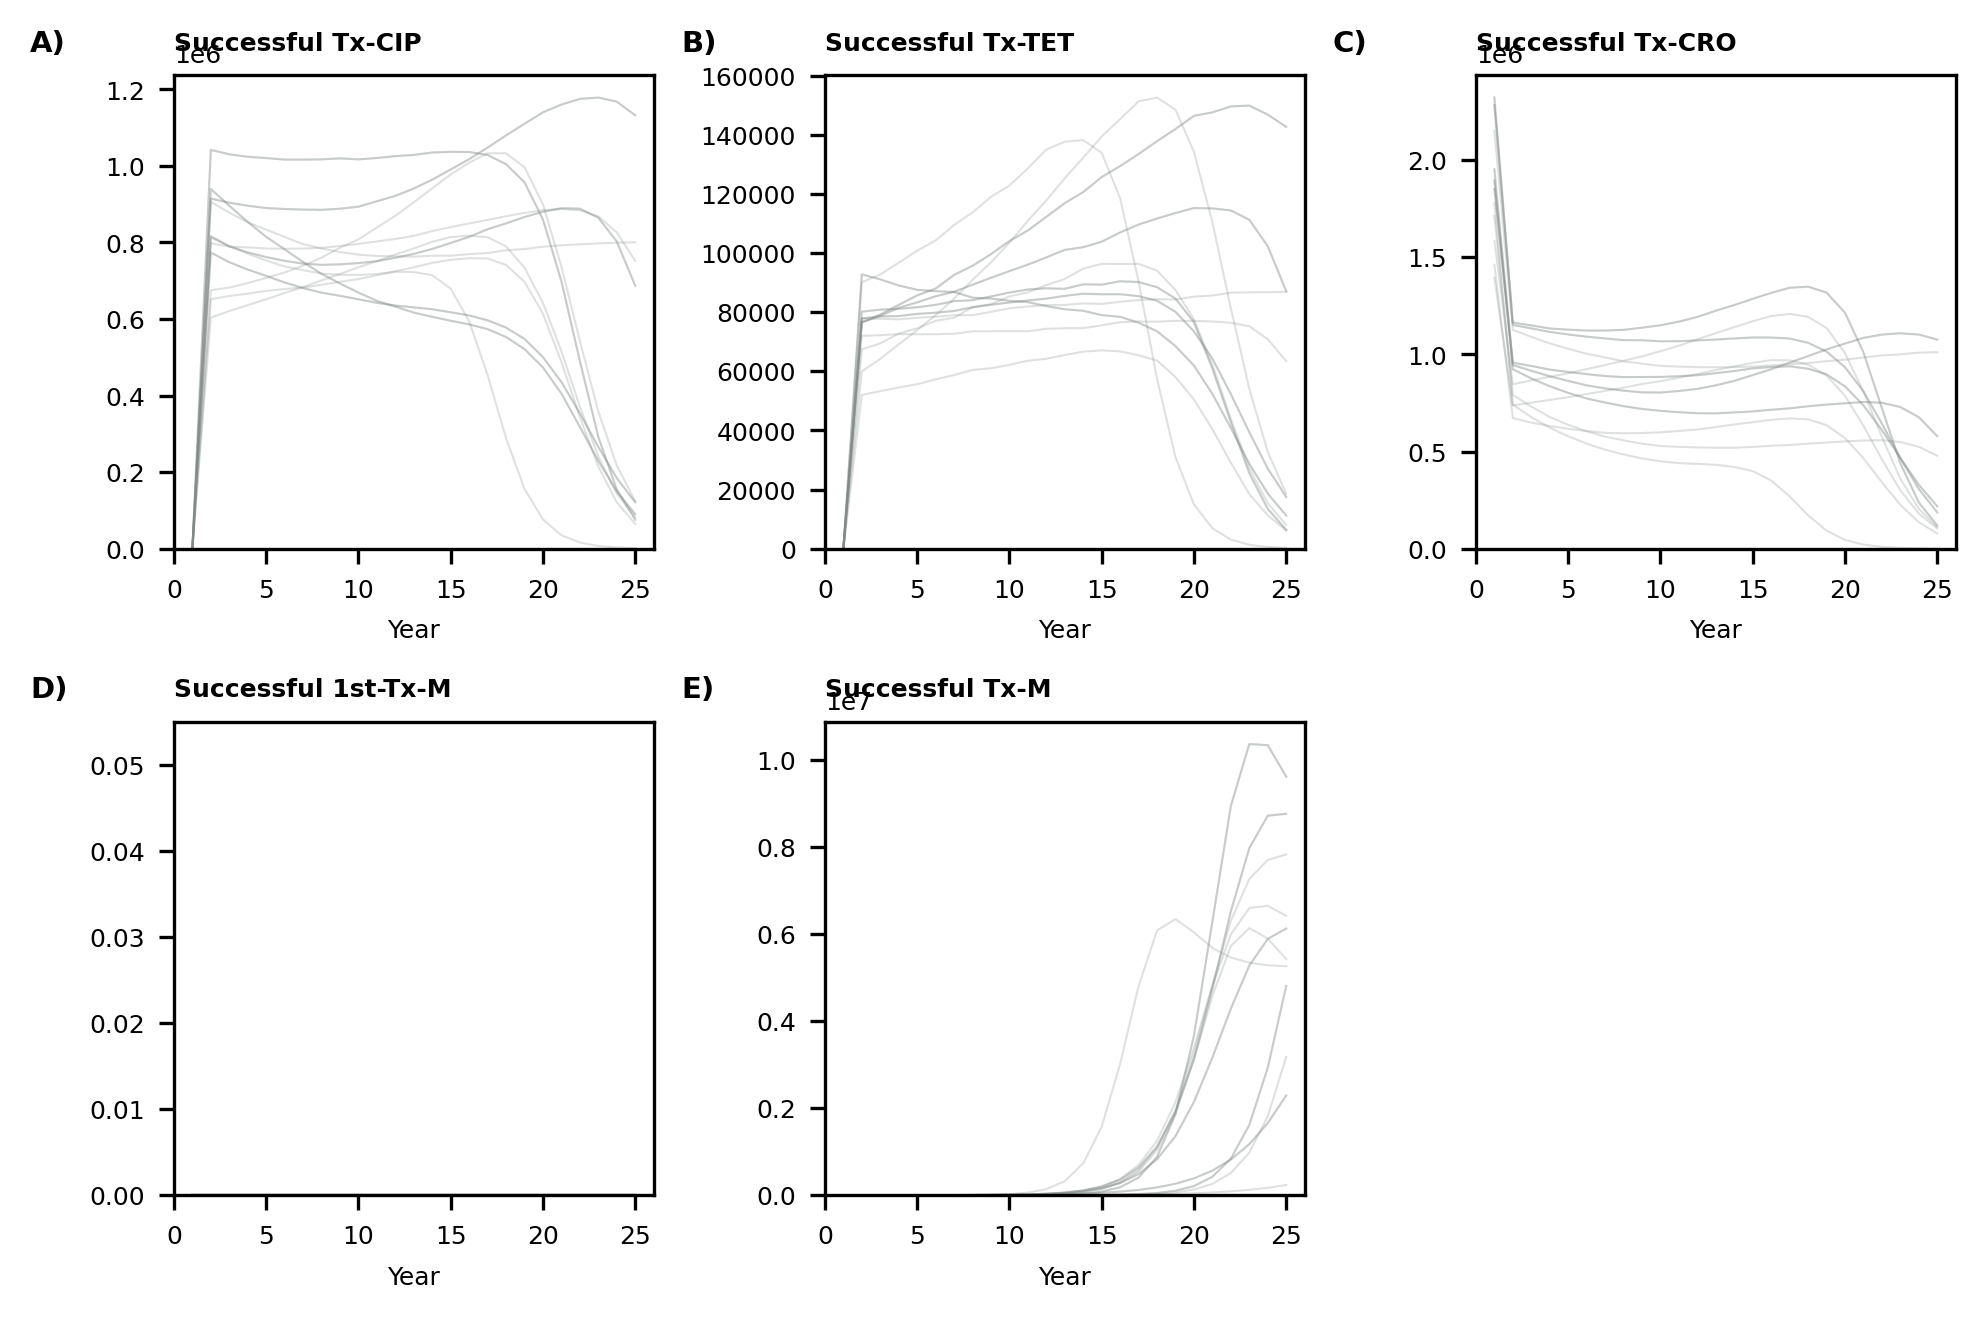 A) Successful Tx-CIP
1e6
1.2
1.0
0.8
0.6
0.4
0.2
0.0
0 5 10 15 20 25
Year
B) Successful Tx-TET
160000
140000
120000
100000
80000
60000
40000
20000
0
0 5 10 15 20 25
Year
C) Successful Tx-CRO
1e6
2.0
1.5
1.0
0.5
0.0
0 5 10 15 20 25
Year
D) Successful 1st-Tx-M
0.05
0.04
0.03
0.02
0.01
0.00
0 5 10 15 20 25
Year
E) Successful Tx-M
1e7
1.0
0.8
0.6
0.4
0.2
0.0
0 5 10 15 20 25
Year